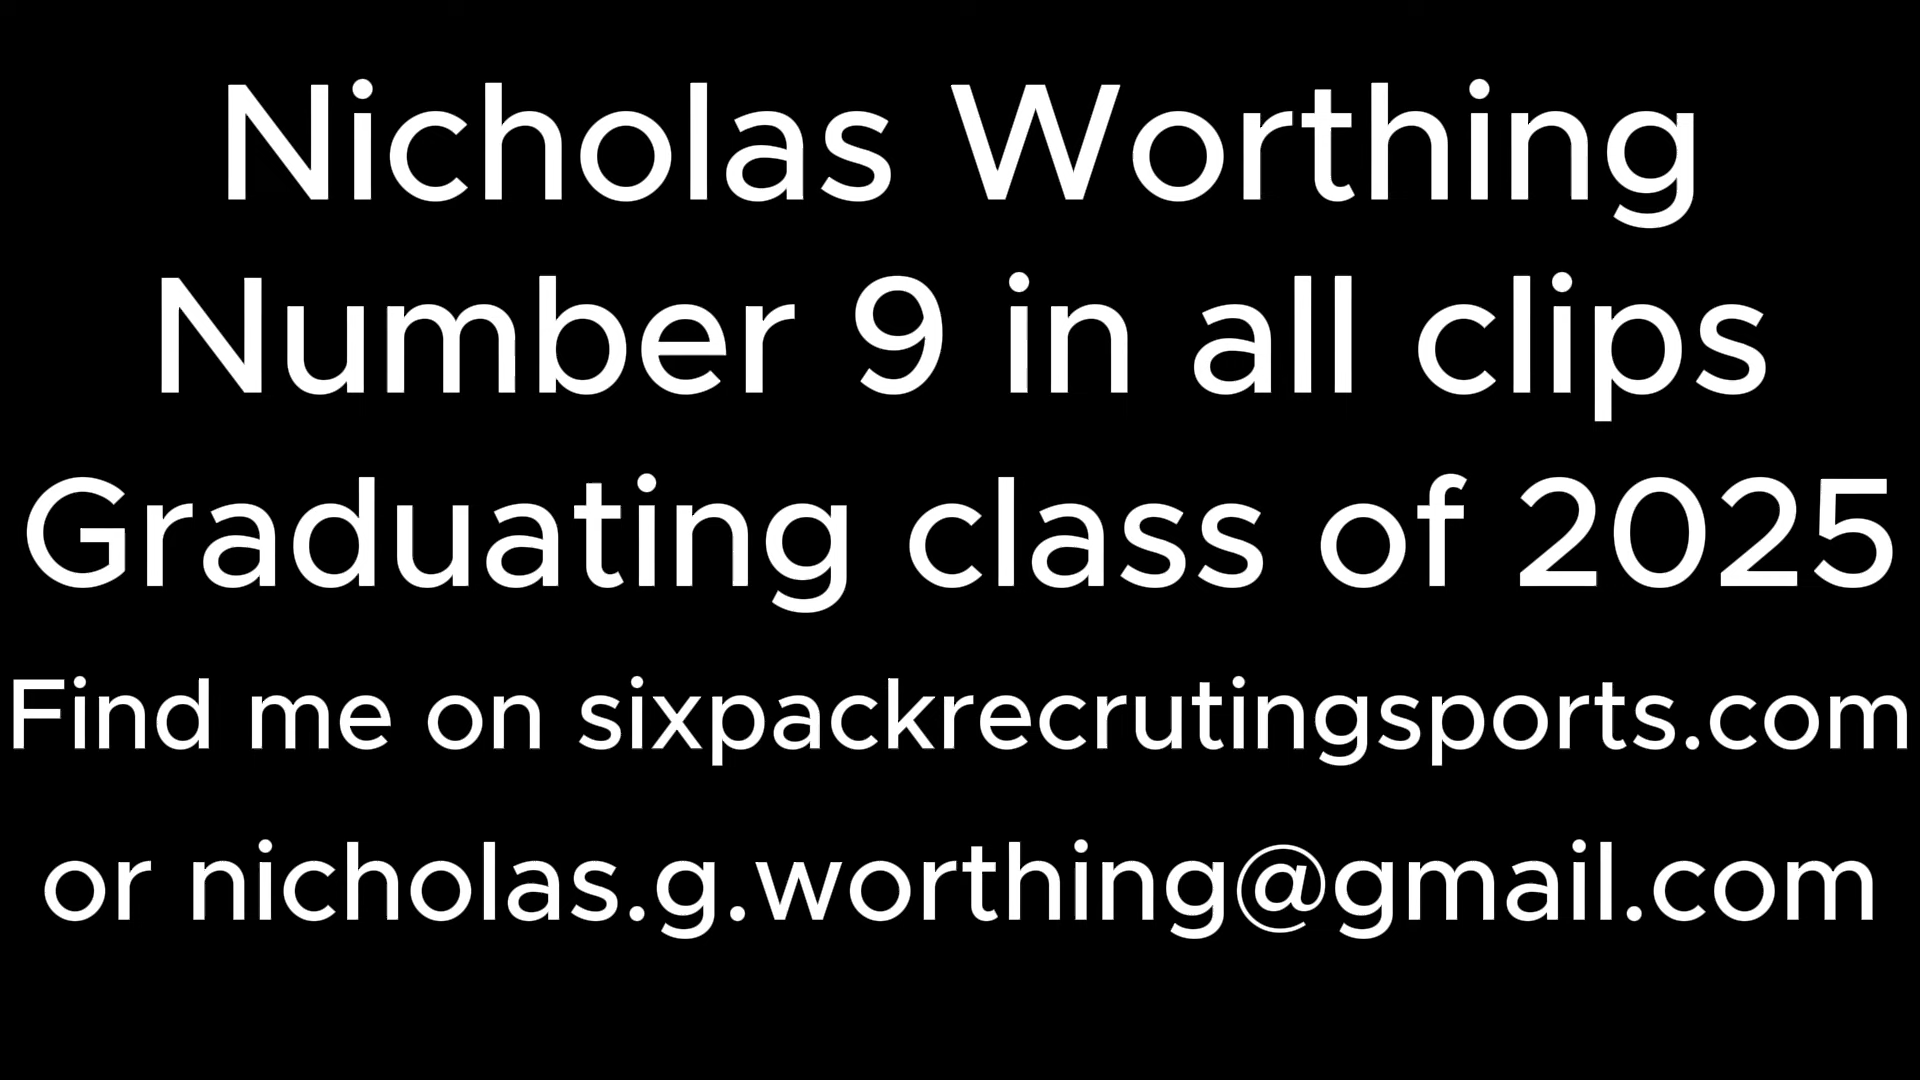 Nicholas Worthing
Number 9 in all clips
Graduating class of 2025
Find me on sixpackrecrutingsports.com
or nicholas.g.worthing@gmail.com